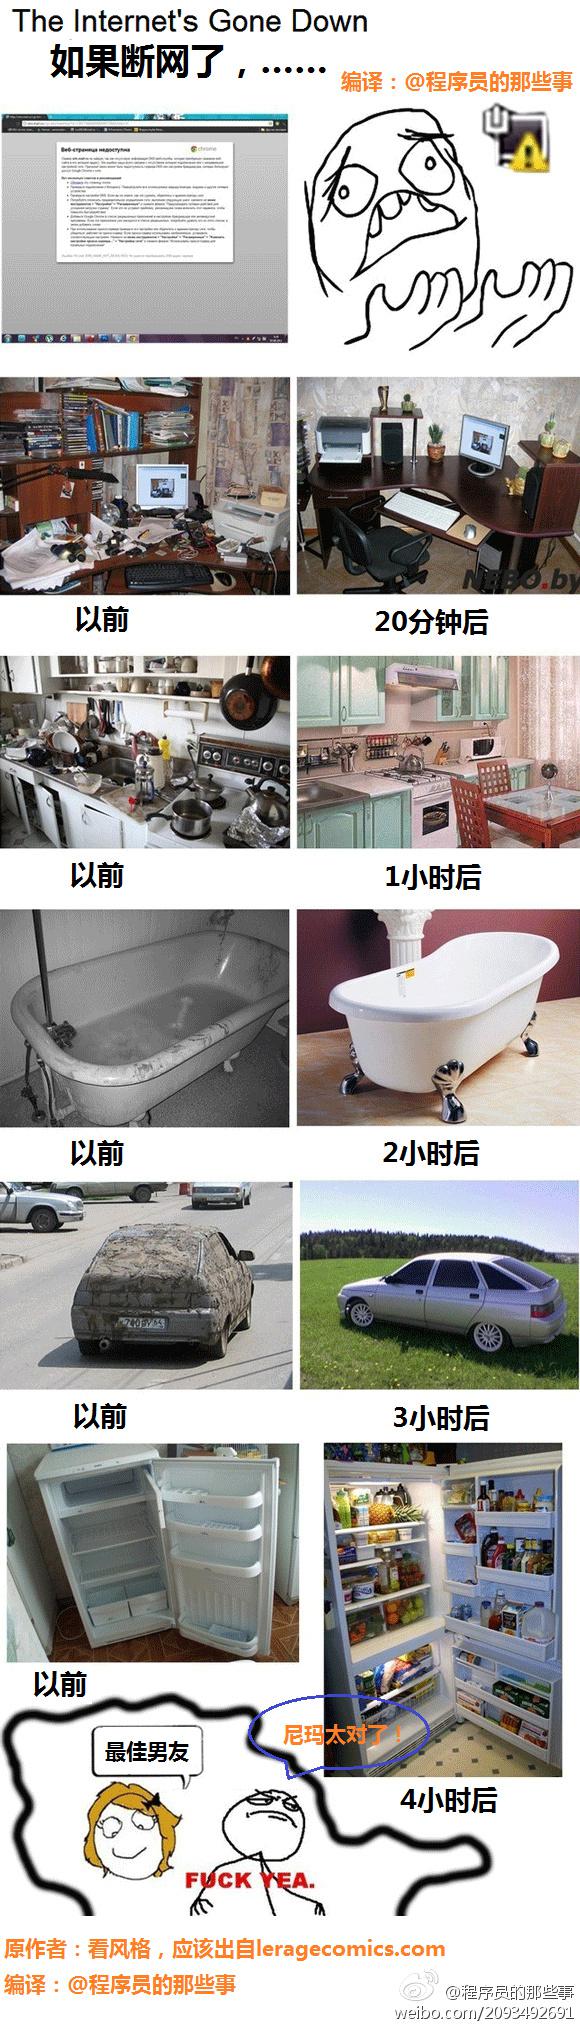 The Internet's Gone Down
如果断网了，……
编译：@程序员的那些事
Веб-страница недоступна
chrome
NEBO.by
以前
20分钟后
以前
1小时后
以前
2小时后
以前
3小时后
以前
4小时后
尼玛太对了！
最佳男友
FUCK YEA.
原作者：看风格，应该出自leragecomics.com
编译：@程序员的那些事
@程序员的那些事
weibo.com/2093492691